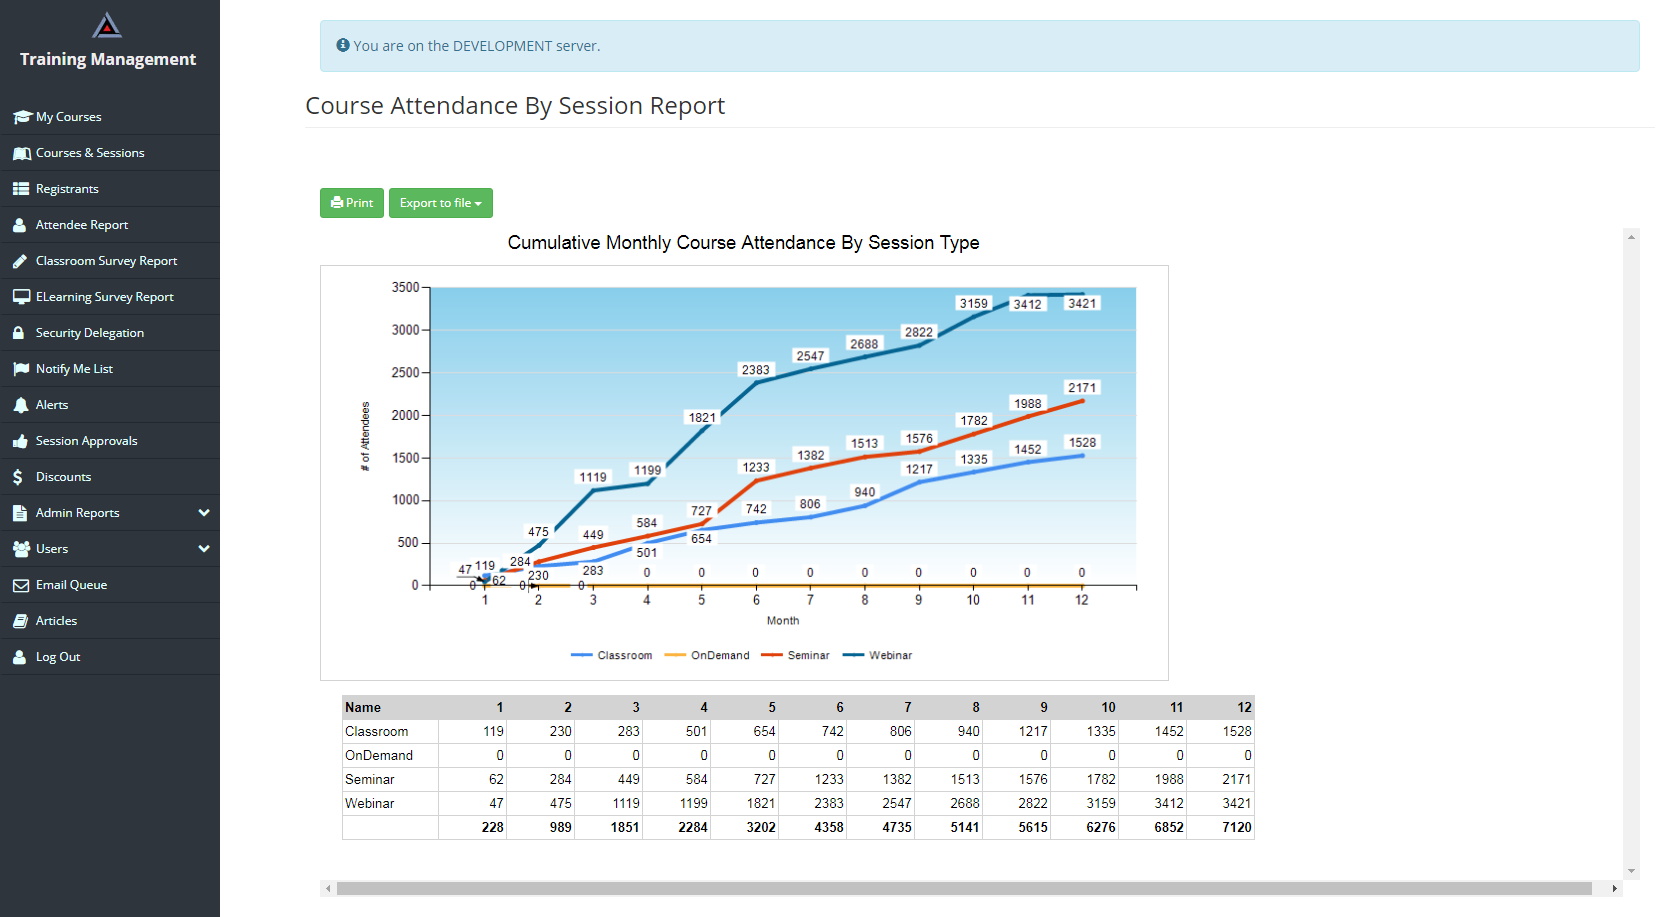 Training Management
My Courses
Courses & Sessions
Registrants
Attendee Report
Classroom Survey Report
ELearning Survey Report
Security Delegation
Notify Me List
Alerts
Session Approvals
Discounts
Admin Reports
Users
Email Queue
Articles
Log Out
You are on the DEVELOPMENT server.
Course Attendance By Session Report
Print
Export to file
Cumulative Monthly Course Attendance By Session Type
# of Attendees
3500
3000
2500
2000
1500
1000
500
0
47 475 1119 1199 1821 2383 2547 2688 2822 3159 3412 3421
62 284 449 584 727 1233 1382 1513 1576 1782 1988 2171
119 230 283 501 654 742 806 940 1217 1335 1452 1528
0 0 0 0 0 0 0 0 0 0 0 0
1 2 3 4 5 6 7 8 9 10 11 12
Month
Classroom OnDemand Seminar Webinar
Name 1 2 3 4 5 6 7 8 9 10 11 12
Classroom 119 230 283 501 654 742 806 940 1217 1335 1452 1528
OnDemand 0 0 0 0 0 0 0 0 0 0 0 0
Seminar 62 284 449 584 727 1233 1382 1513 1576 1782 1988 2171
Webinar 47 475 1119 1199 1821 2383 2547 2688 2822 3159 3412 3421
228 989 1851 2284 3202 4358 4735 5141 5615 6276 6852 7120